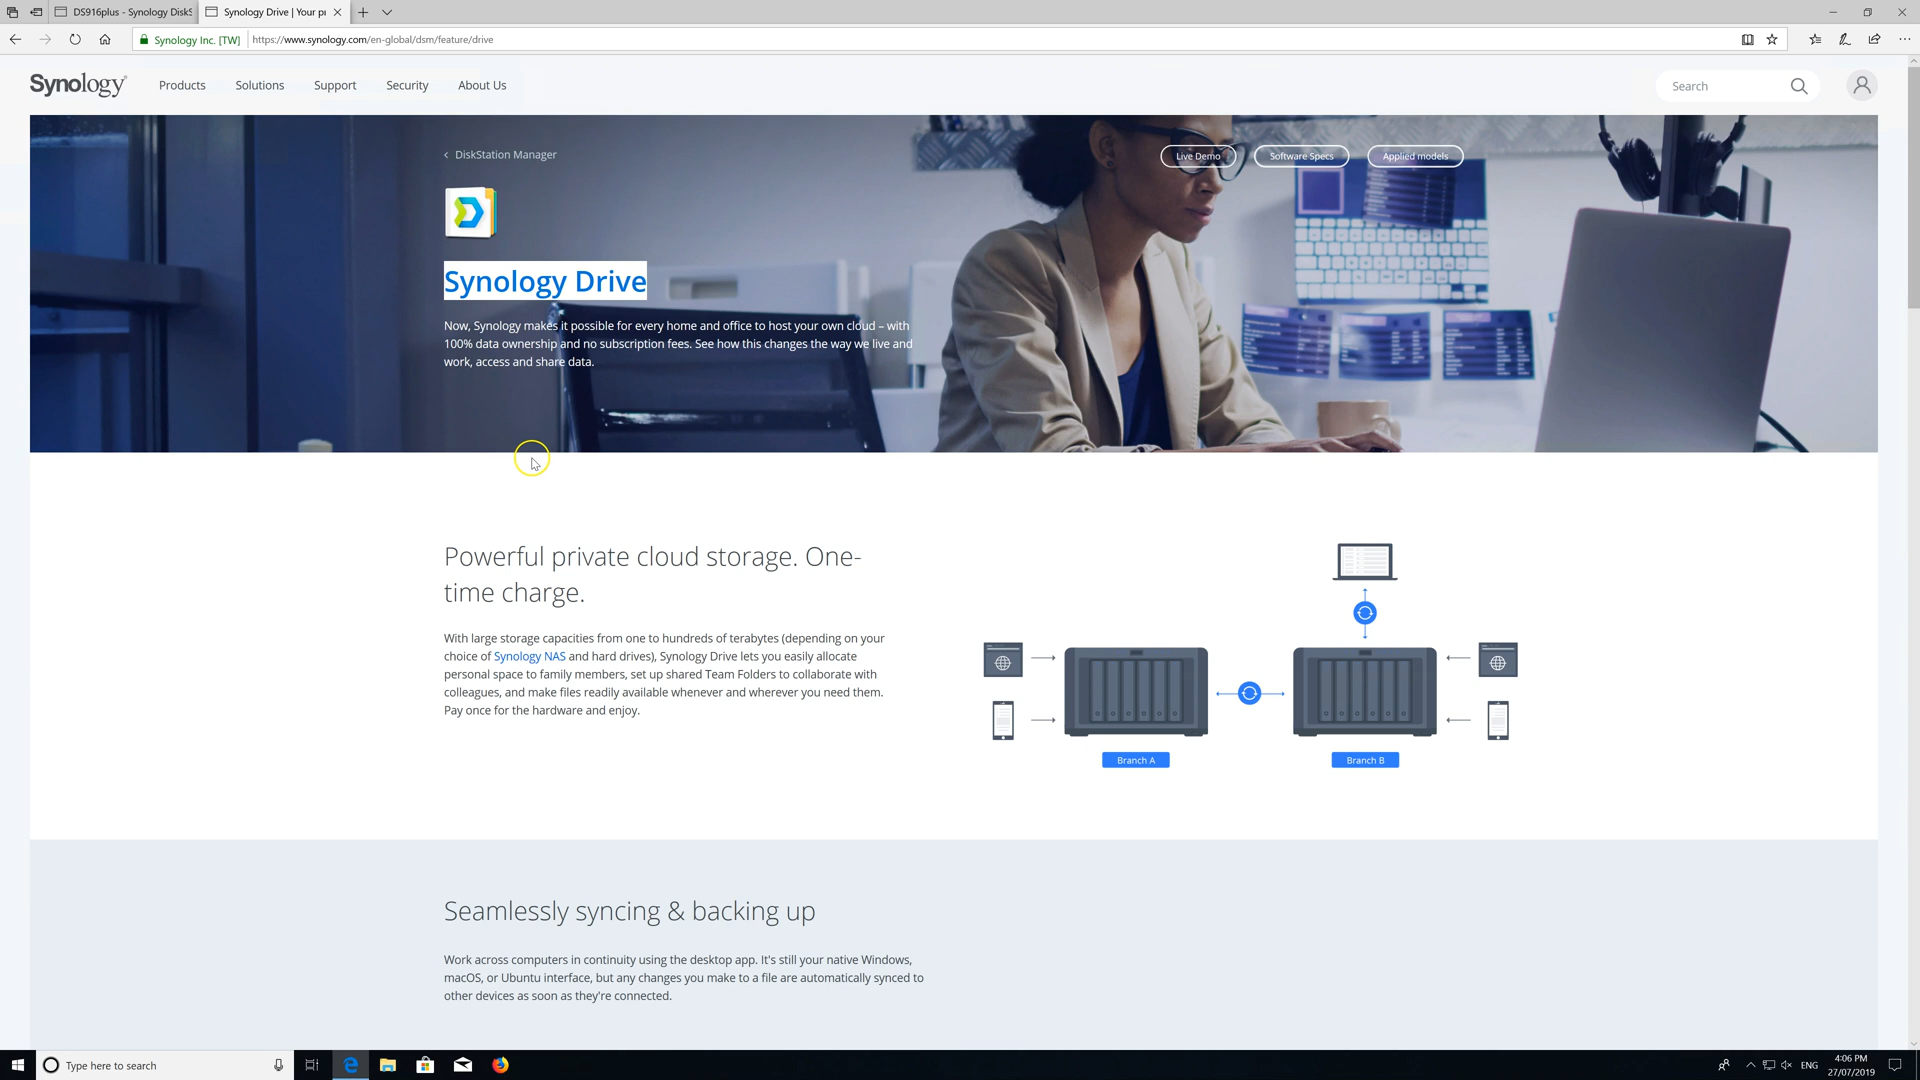 DS916plus - Synology DiskS
Synology Drive | Your pr
Synology Inc. [TW]
https://www.synology.com/en-global/dsm/feature/drive
Synology
Products
Solutions
Support
Security
About Us
Search
DiskStation Manager
Live Demo
Software Specs
Applied models
Synology Drive
Now, Synology makes it possible for every home and office to host your own cloud – with
100% data ownership and no subscription fees. See how this changes the way we live and
work, access and share data.
Powerful private cloud storage. One-
time charge.
With large storage capacities from one to hundreds of terabytes (depending on your
choice of Synology NAS and hard drives), Synology Drive lets you easily allocate
personal space to family members, set up shared Team Folders to collaborate with
colleagues, and make files readily available whenever and wherever you need them.
Pay once for the hardware and enjoy.
Branch A
Branch B
Seamlessly syncing & backing up
Work across computers in continuity using the desktop app. It's still your native Windows,
macOS, or Ubuntu interface, but any changes you make to a file are automatically synced to
other devices as soon as they're connected.
Type here to search
ENG
4:06 PM
27/07/2019